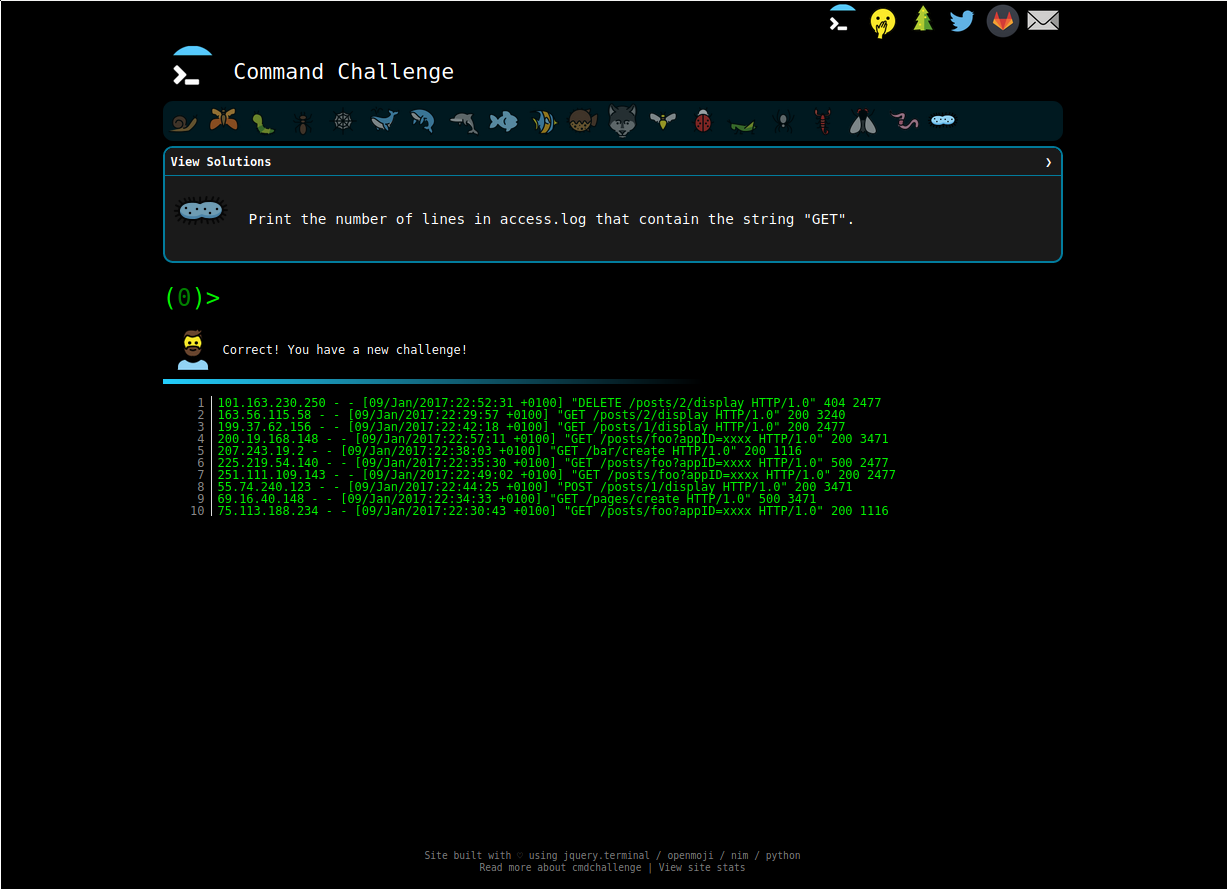 Command Challenge
View Solutions ❯
Print the number of lines in access.log that contain the string "GET".
(0)>
Correct! You have a new challenge!
1 101.163.230.250 - - [09/Jan/2017:22:52:31 +0100] "DELETE /posts/2/display HTTP/1.0" 404 2477
2 163.56.115.58 - - [09/Jan/2017:22:29:57 +0100] "GET /posts/2/display HTTP/1.0" 200 3240
3 199.37.62.156 - - [09/Jan/2017:22:42:18 +0100] "GET /posts/1/display HTTP/1.0" 200 2477
4 200.19.168.148 - - [09/Jan/2017:22:57:11 +0100] "GET /posts/foo?appID=xxxx HTTP/1.0" 200 3471
5 207.243.19.2 - - [09/Jan/2017:22:38:03 +0100] "GET /bar/create HTTP/1.0" 200 1116
6 225.219.54.140 - - [09/Jan/2017:22:35:30 +0100] "GET /posts/foo?appID=xxxx HTTP/1.0" 500 2477
7 251.111.109.143 - - [09/Jan/2017:22:49:02 +0100] "GET /posts/foo?appID=xxxx HTTP/1.0" 200 2477
8 55.74.240.123 - - [09/Jan/2017:22:44:25 +0100] "POST /posts/1/display HTTP/1.0" 200 3471
9 69.16.40.148 - - [09/Jan/2017:22:34:33 +0100] "GET /pages/create HTTP/1.0" 500 3471
10 75.113.188.234 - - [09/Jan/2017:22:30:43 +0100] "GET /posts/foo?appID=xxxx HTTP/1.0" 200 1116
Site built with ♡ using jquery.terminal / openmoji / nim / python
Read more about cmdchallenge | View site stats